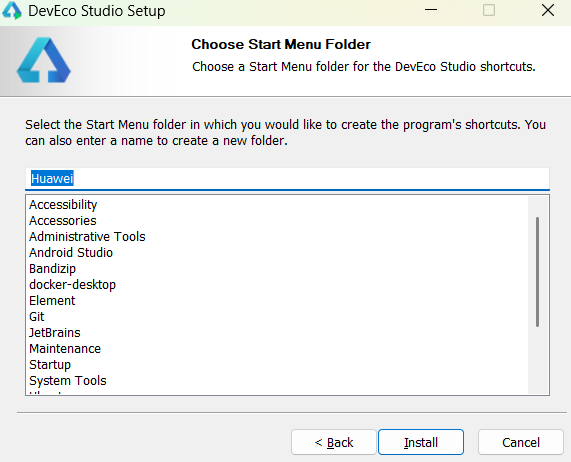 DevEco Studio Setup
Choose Start Menu Folder
Choose a Start Menu folder for the DevEco Studio shortcuts.
Select the Start Menu folder in which you would like to create the program's shortcuts. You
can also enter a name to create a new folder.
Huawei
Accessibility
Accessories
Administrative Tools
Android Studio
Bandizip
docker-desktop
Element
Git
JetBrains
Maintenance
Startup
System Tools
< Back
Install
Cancel